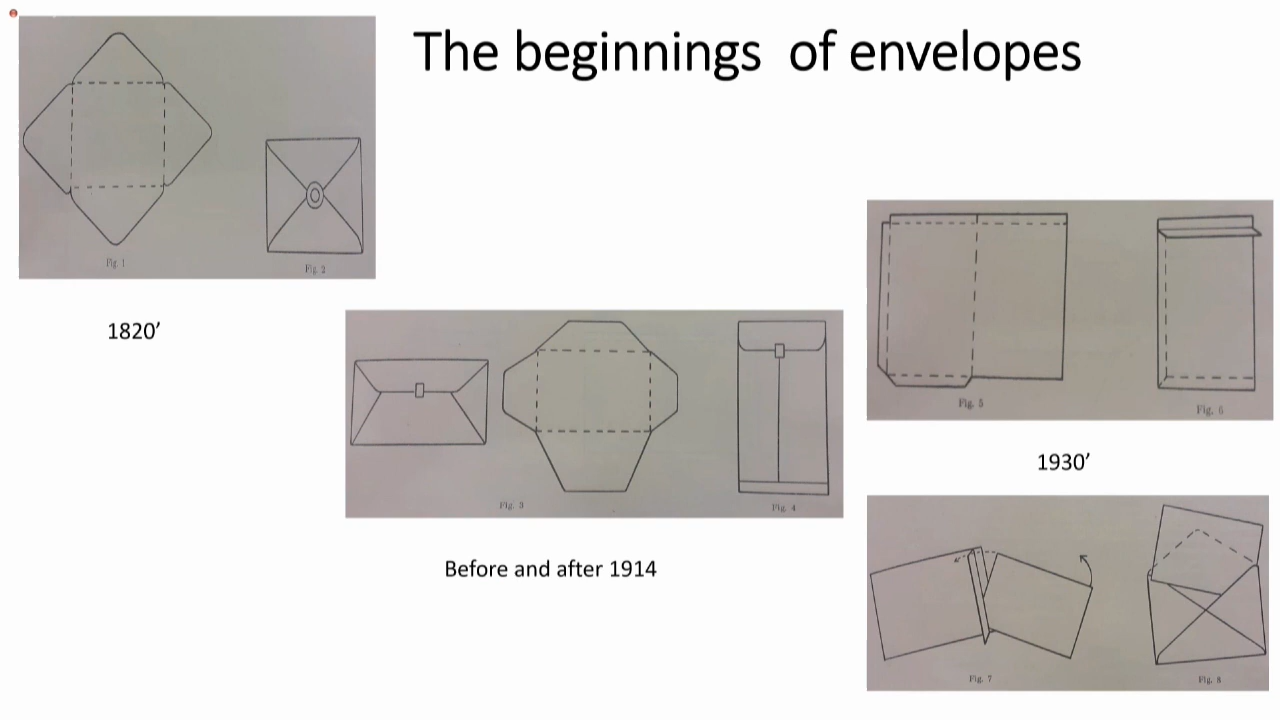 The beginnings of envelopes
Fig. 1
Fig. 2
1820’
Fig. 3
Fig. 4
Before and after 1914
Fig. 5
Fig. 6
1930’
Fig. 7
Fig. 8